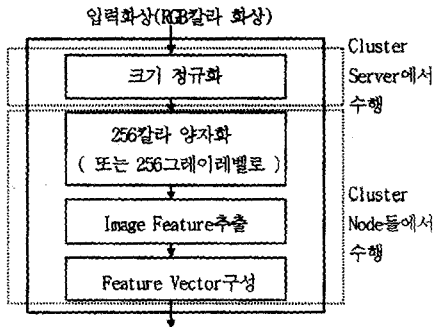 입력화상(RGB칼라 화상)
크기 정규화
Cluster
Server에서
수행
256칼라 양자화
( 또는 256그레이레벨로 )
Image Feature추출
Feature Vector구성
Cluster
Node들에서
수행